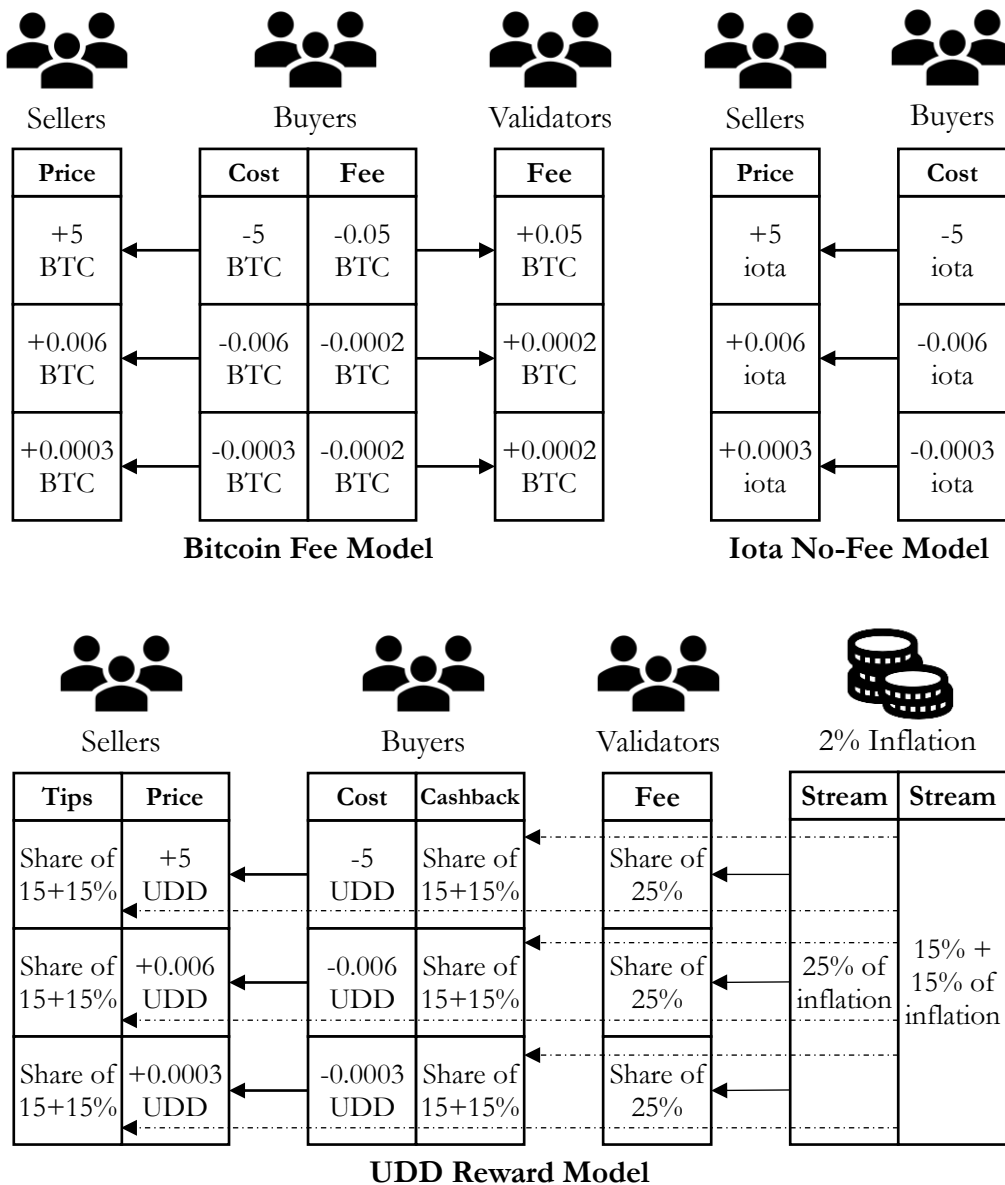 Sellers
Buyers
Validators
Sellers
Buyers
Price
Cost
Fee
Fee
Price
Cost
+5
BTC
-5
BTC
-0.05
BTC
+0.05
BTC
+5
iota
-5
iota
+0.006
BTC
-0.006
BTC
-0.0002
BTC
+0.0002
BTC
+0.006
iota
-0.006
iota
+0.0003
BTC
-0.0003
BTC
-0.0002
BTC
+0.0002
BTC
+0.0003
iota
-0.0003
iota
Bitcoin Fee Model
Iota No-Fee Model
Sellers
Buyers
Validators
2% Inflation
Tips
Price
Cost
Cashback
Fee
Stream
Stream
Share of
15+15%
+5
UDD
-5
UDD
Share of
15+15%
Share of
25%
Share of
15+15%
+0.006
UDD
-0.006
UDD
Share of
15+15%
Share of
25%
25% of
inflation
15% +
15% of
inflation
Share of
15+15%
+0.0003
UDD
-0.0003
UDD
Share of
15+15%
Share of
25%
UDD Reward Model